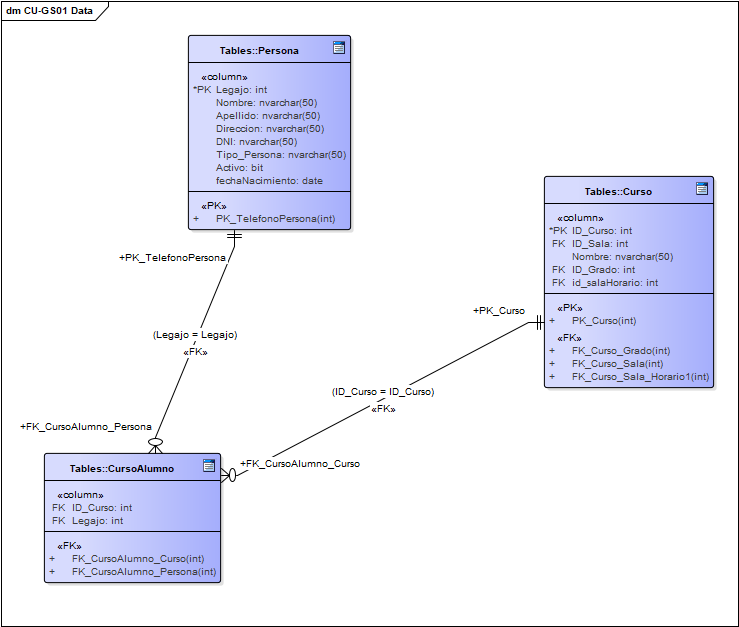 dm CU-GS01 Data
Tables::Persona
«column»
*PK Legajo: int
Nombre: nvarchar(50)
Apellido: nvarchar(50)
Direccion: nvarchar(50)
DNI: nvarchar(50)
Tipo_Persona: nvarchar(50)
Activo: bit
fechaNacimiento: date
«PK»
+ PK_TelefonoPersona(int)
Tables::Curso
«column»
*PK ID_Curso: int
FK ID_Sala: int
Nombre: nvarchar(50)
FK ID_Grado: int
FK id_salaHorario: int
«PK»
+ PK_Curso(int)
«FK»
+ FK_Curso_Grado(int)
+ FK_Curso_Sala(int)
+ FK_Curso_Sala_Horario1(int)
+PK_TelefonoPersona
(Legajo = Legajo)
«FK»
+FK_CursoAlumno_Persona
+PK_Curso
(ID_Curso = ID_Curso)
«FK»
+FK_CursoAlumno_Curso
Tables::CursoAlumno
«column»
FK ID_Curso: int
FK Legajo: int
«FK»
+ FK_CursoAlumno_Curso(int)
+ FK_CursoAlumno_Persona(int)